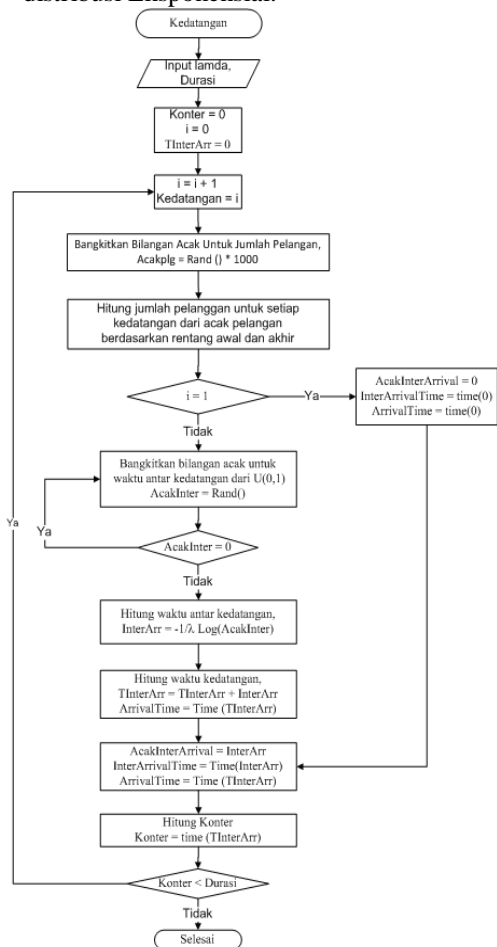 distribusi Eksponensial.
Kedatangan
Input lamda,
Durasi
Konter = 0
i = 0
TInterArr = 0
i = i + 1
Kedatangan = i
Bangkitkan Bilangan Acak Untuk Jumlah Pelangan,
Acakplg = Rand () * 1000
Hitung jumlah pelanggan untuk setiap
kedatangan dari acak pelangan
berdasarkan rentang awal dan akhir
i = 1
Ya
AcakInterArrival = 0
InterArrivalTime = time(0)
ArrivalTime = time(0)
Tidak
Bangkitkan bilangan acak untuk
waktu antar kedatangan dari U(0,1)
AcakInter = Rand()
Ya
Ya
AcakInter = 0
Tidak
Hitung waktu antar kedatangan,
InterArr = -1/λ Log(AcakInter)
Hitung waktu kedatangan,
TInterArr = TInterArr + InterArr
ArrivalTime = Time (TInterArr)
AcakInterArrival = InterArr
InterArrivalTime = Time(InterArr)
ArrivalTime = Time (TInterArr)
Hitung Konter
Konter = time (TInterArr)
Konter < Durasi
Tidak
Selesai